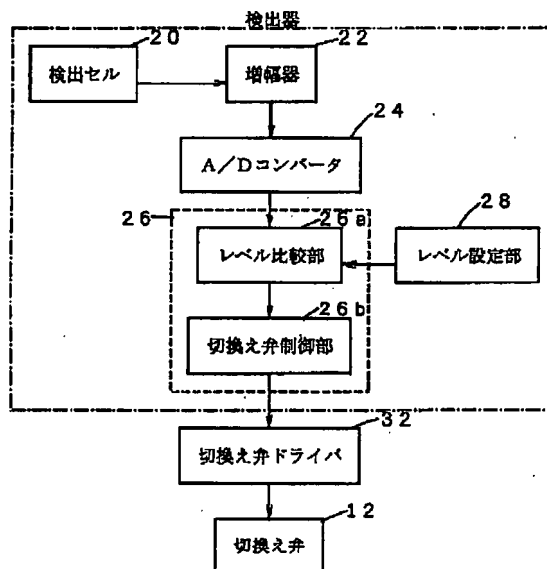 検出器
20
22
検出セル
増幅器
24
A/Dコンバータ
26
26a
28
レベル比較部
レベル設定部
26b
切換え弁制御部
32
切換え弁ドライバ
12
切換え弁